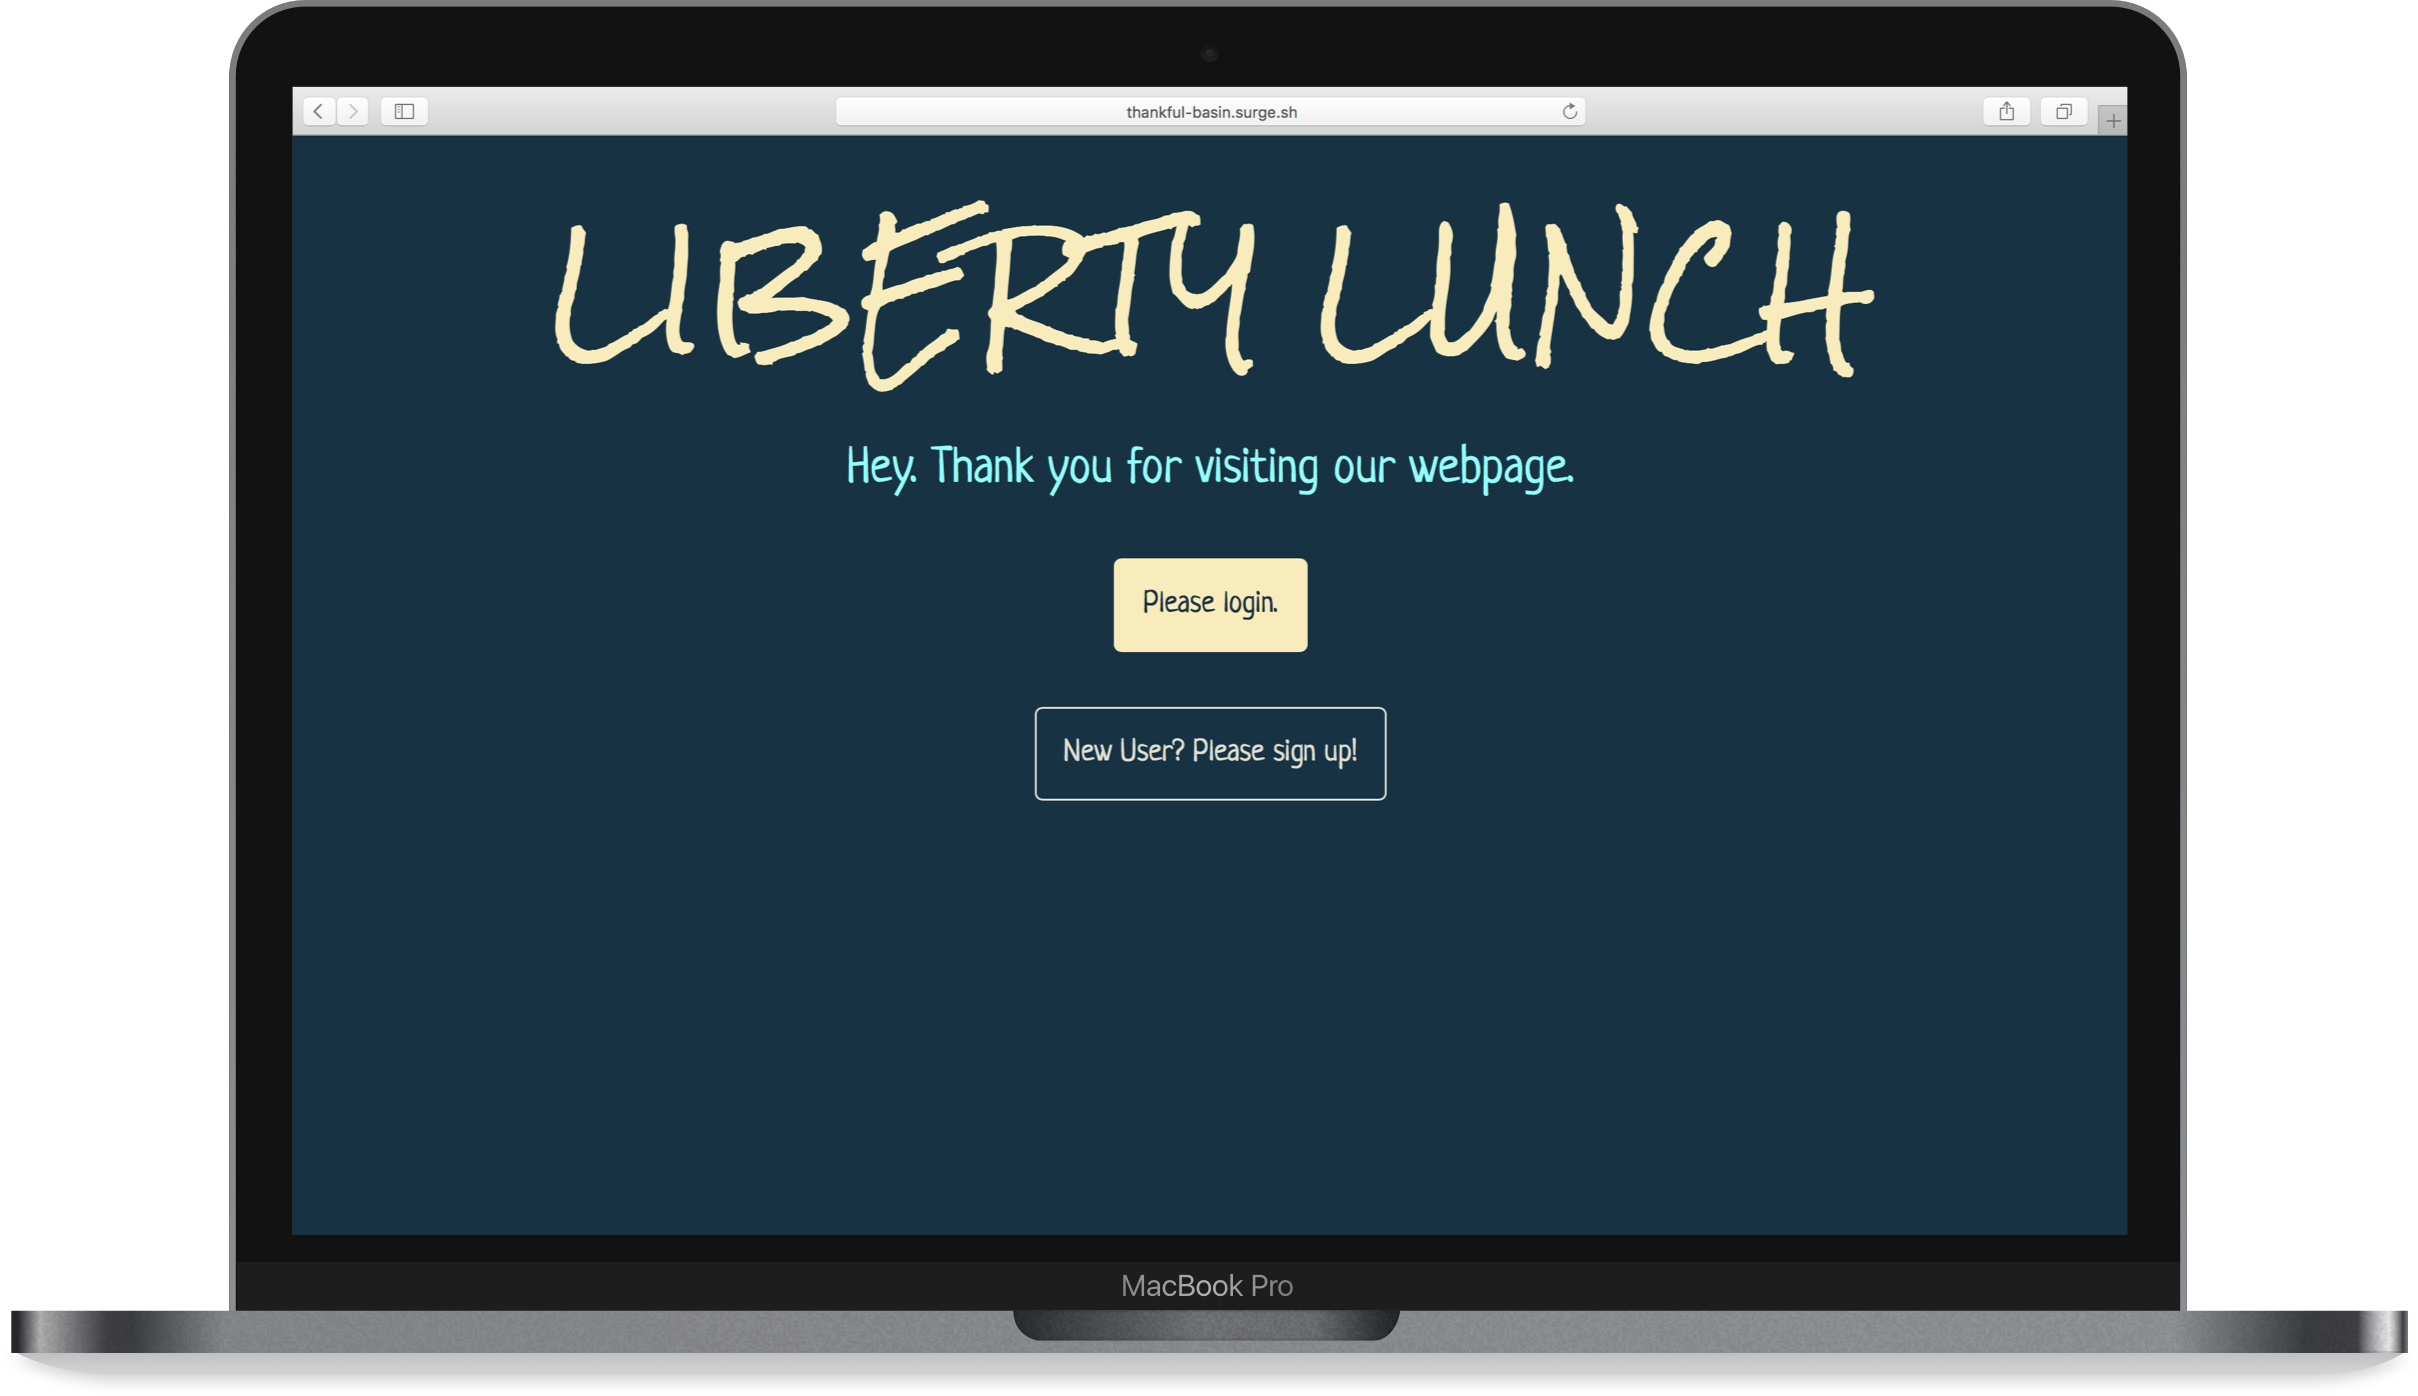 thankful-basin.surge.sh
LIBERTY LUNCH
Hey. Thank you for visiting our webpage.
Please login.
New User? Please sign up!
MacBook Pro